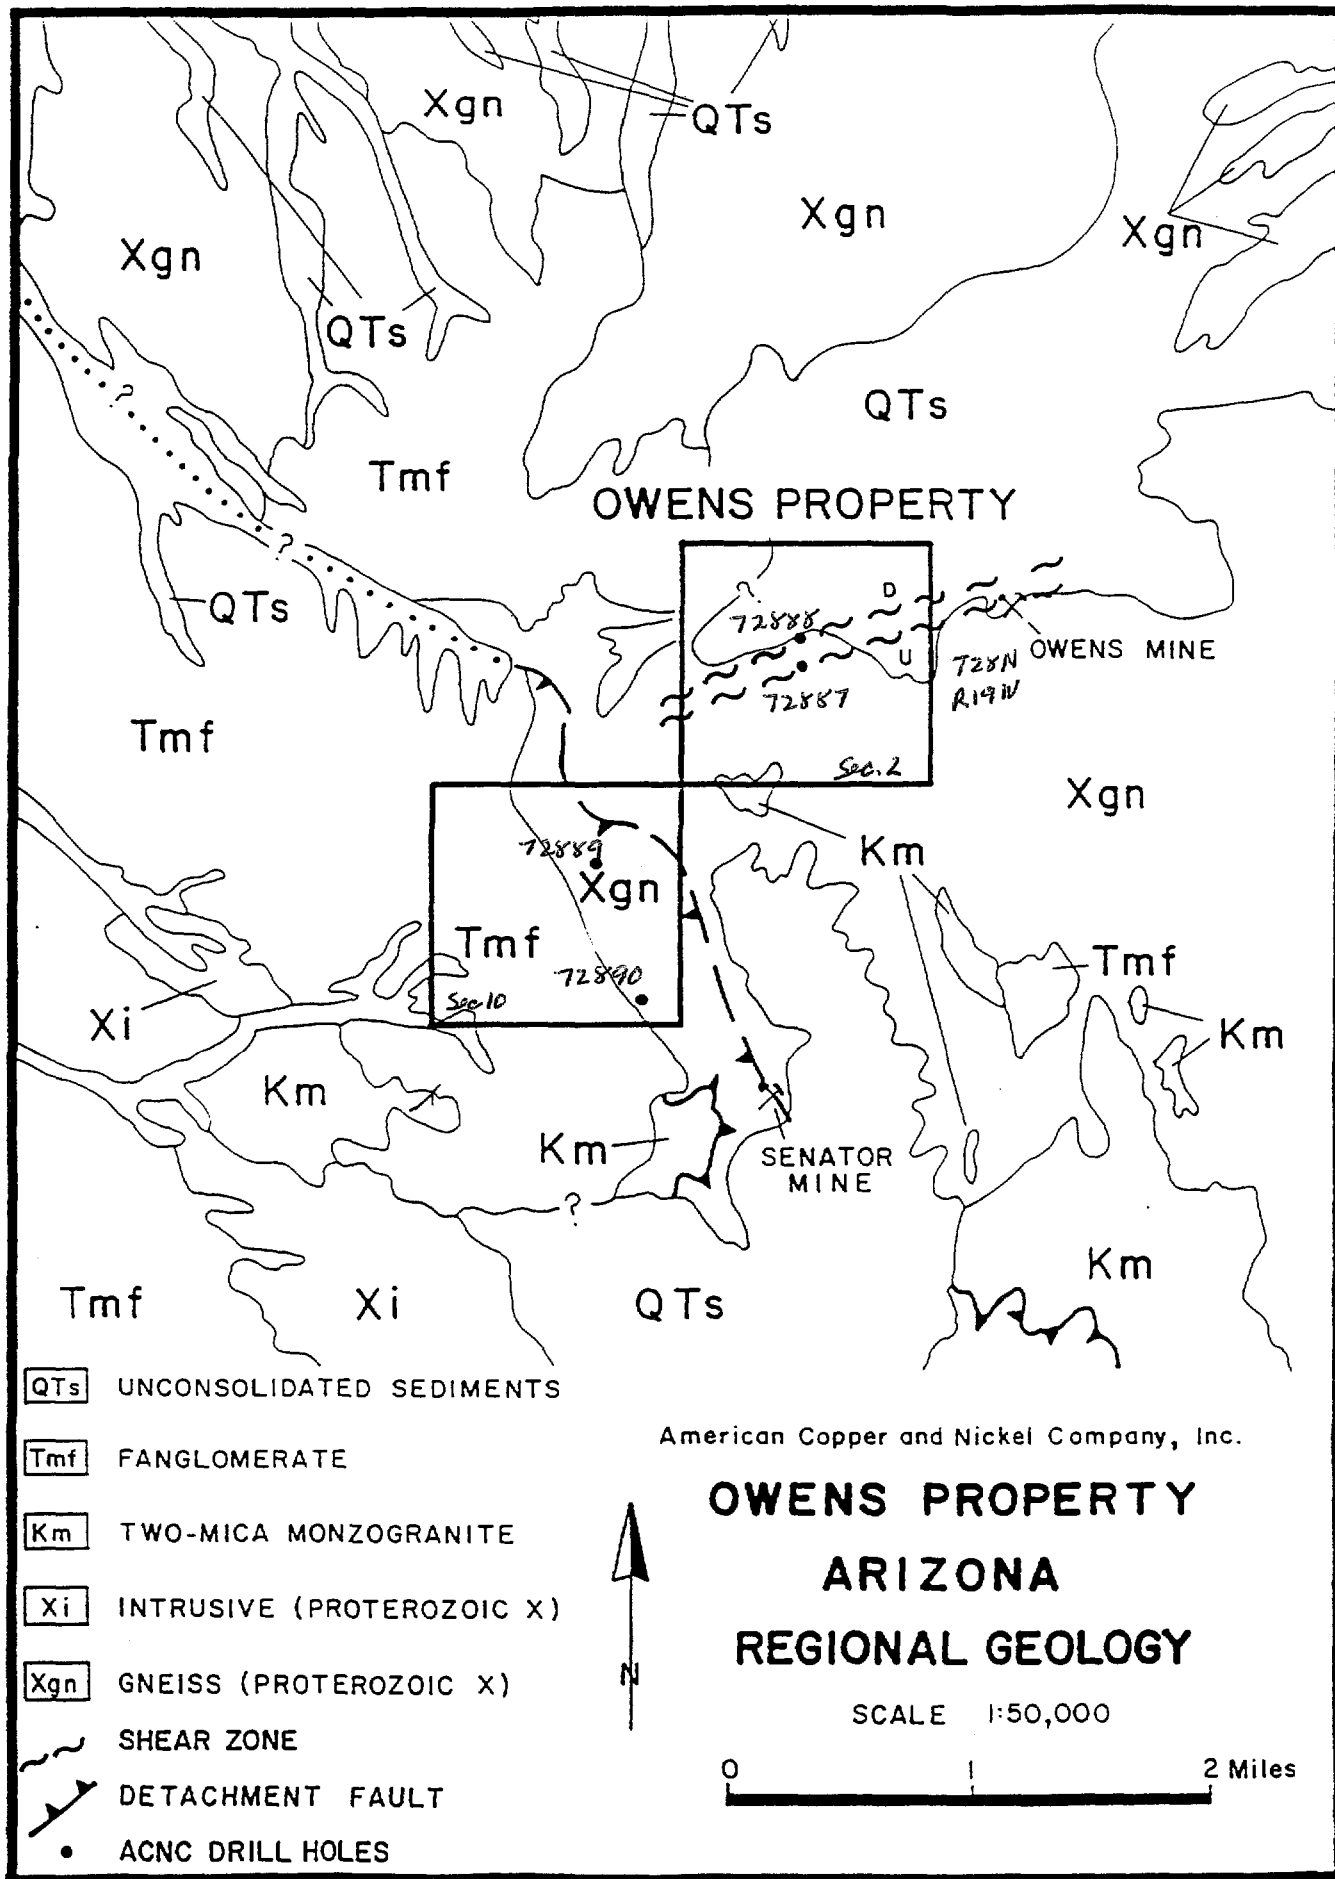 Xgn
QTs
Xgn
Xgn
Xgn
QTs
QTs
?
Tmf
OWENS PROPERTY
?
QTs
?
D
72888
U
OWENS MINE
T28N
R19W
72887
Tmf
Sec. 2
Xgn
Km
72889
Xgn
Tmf
72890
Sec 10
Tmf
Xi
Km
Km
Km
SENATOR
MINE
?
Km
Tmf
Xi
QTs
QTs UNCONSOLIDATED SEDIMENTS
Tmf FANGLOMERATE
Km TWO-MICA MONZOGRANITE
Xi INTRUSIVE (PROTEROZOIC X)
Xgn GNEISS (PROTEROZOIC X)
SHEAR ZONE
DETACHMENT FAULT
ACNC DRILL HOLES
N
American Copper and Nickel Company, Inc.
OWENS PROPERTY
ARIZONA
REGIONAL GEOLOGY
SCALE 1:50,000
0 1 2 Miles